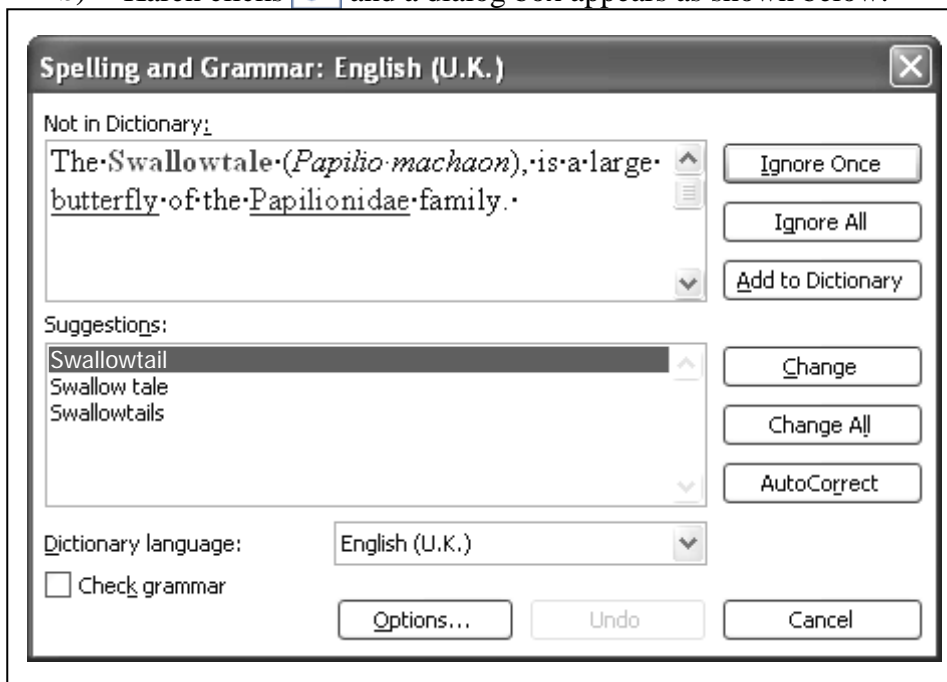 Karen clicks and a dialog box appears as shown below.
Spelling and Grammar: English (U.K.)
Not in Dictionary:
The·Swallowtale·(Papilio·machaon),·is·a·large·
butterfly·of·the·Papilionidae·family.·
Ignore Once
Ignore All
Add to Dictionary
Suggestions:
Swallowtail
Swallow tale
Swallowtails
Change
Change All
AutoCorrect
Dictionary language:
English (U.K.)
Check grammar
Options...
Undo
Cancel